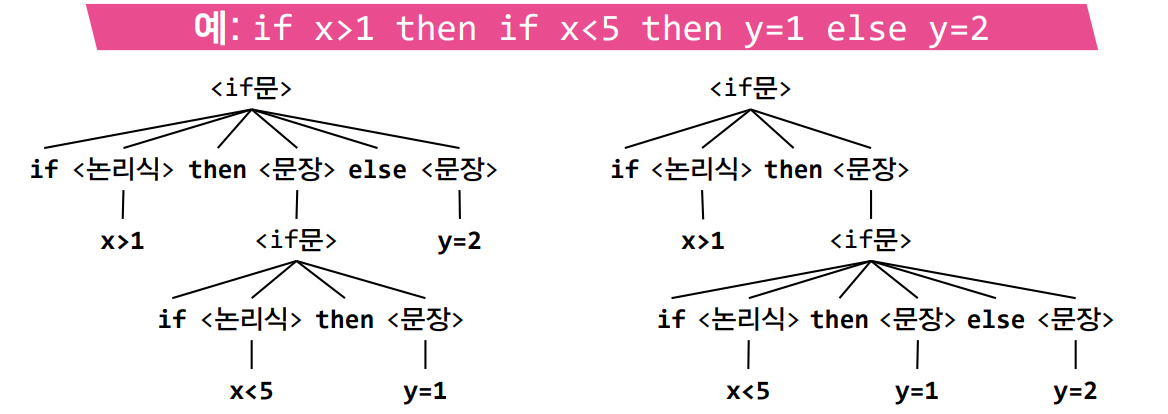 예: if x>1 then if x<5 then y=1 else y=2
<if문> <if문>
if <논리식> then <문장> else <문장> if <논리식> then <문장>
x>1 <if문> y=2 x>1 <if문>
if <논리식> then <문장> if <논리식> then <문장> else <문장>
x<5 y=1 x<5 y=1 y=2